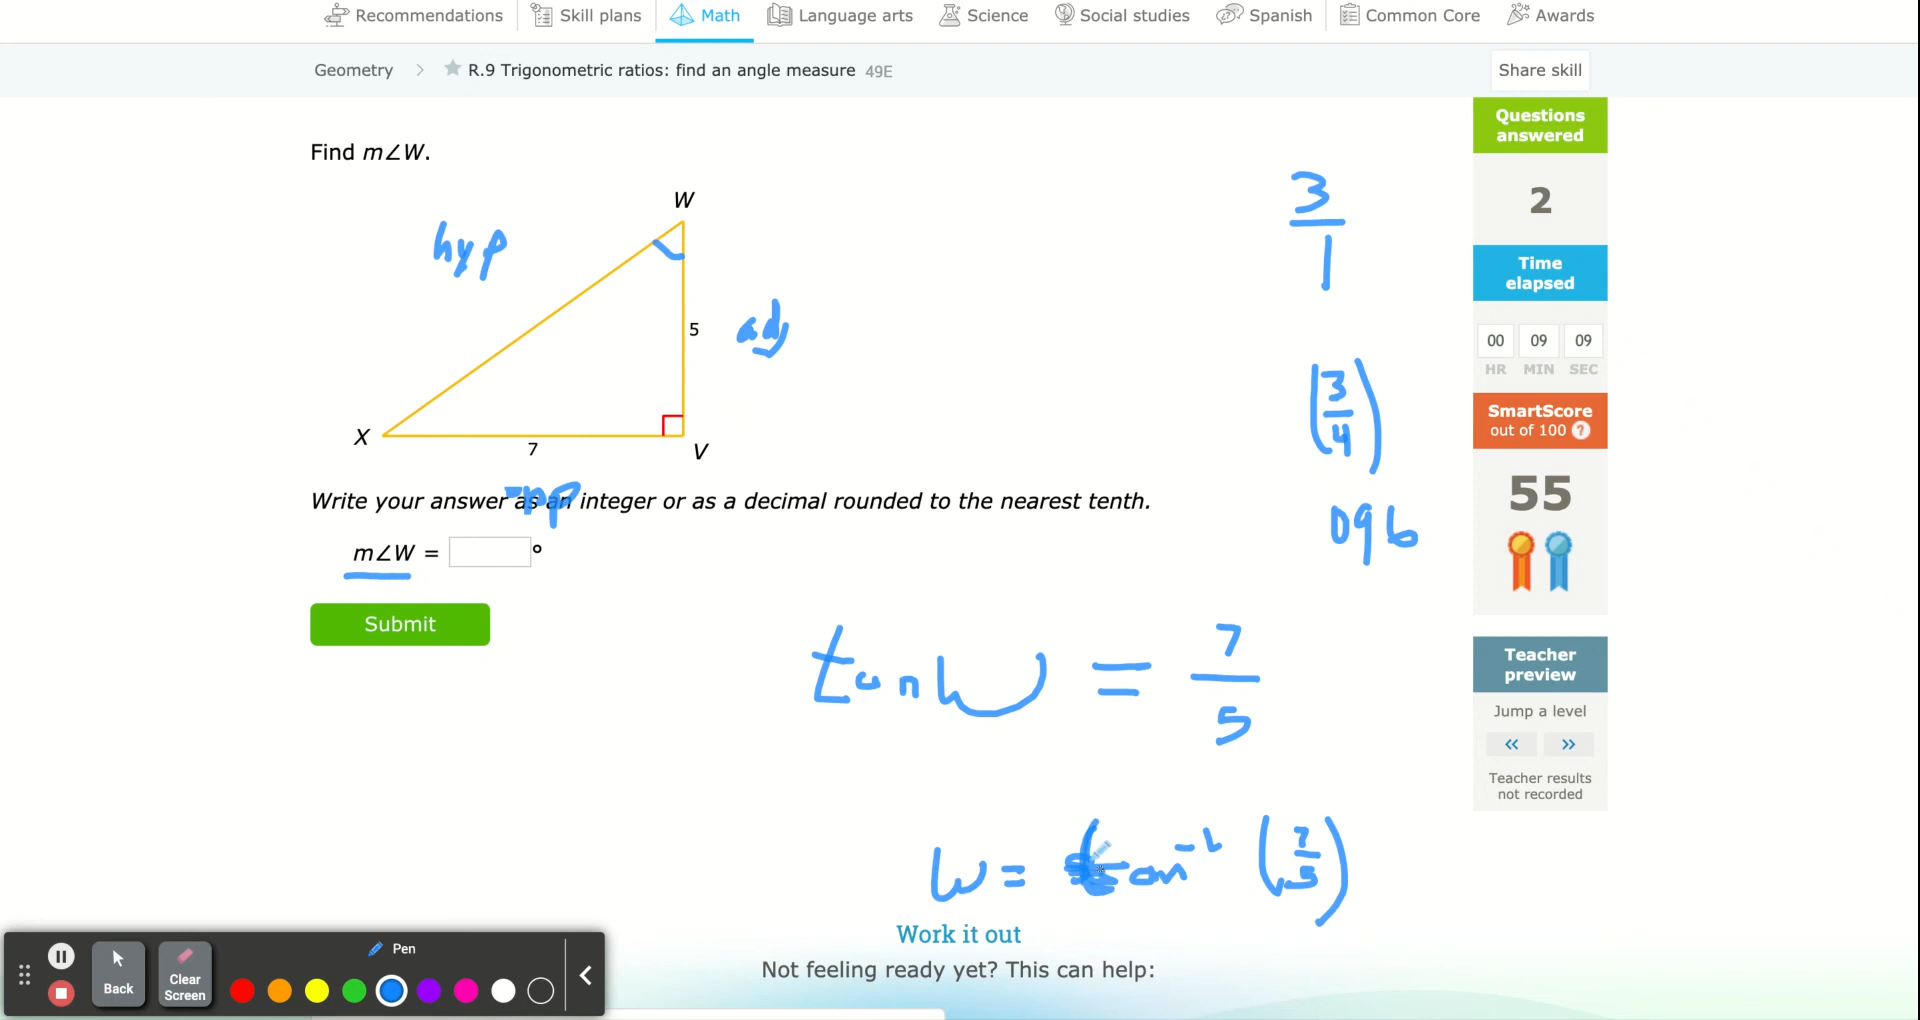 Recommendations Skill plans Math Language arts Science Social studies Spanish Common Core Awards
Geometry > R.9 Trigonometric ratios: find an angle measure 49E
Share skill
Questions
answered
2
Time
elapsed
00 09 09
HR MIN SEC
SmartScore
out of 100 ?
55
Teacher
preview
Jump a level
« »
Teacher results
not recorded
Find m∠W.
W
hyp
5
adj
X
7
V
Write your answer as an integer or as a decimal rounded to the nearest tenth.
m∠W = °
Submit
3
1
(3/4)
tan W = 7/5
W = tan⁻¹ (7/5)
Work it out
Not feeling ready yet? This can help:
Back
Clear
Screen
Pen